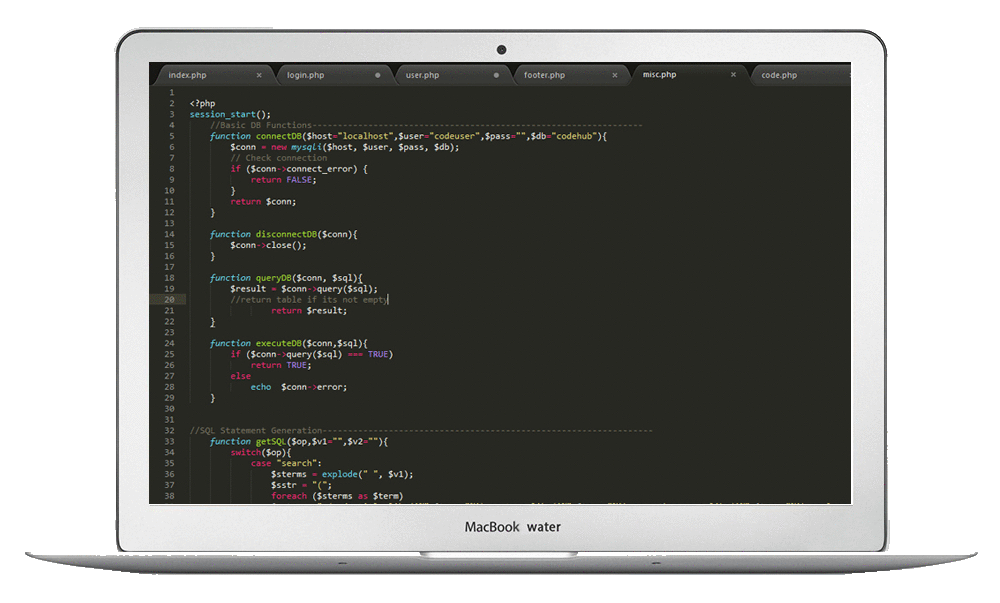 index.php × login.php user.php footer.php × misc.php × code.php
1
2 <?php
3 session_start();
4 //Basic DB Functions-----------------------------------------------------------------
5 function connectDB($host="localhost",$user="codeuser",$pass="",$db="codehub"){
6 $conn = new mysqli($host, $user, $pass, $db);
7 // Check connection
8 if ($conn->connect_error) {
9 return FALSE;
10 }
11 return $conn;
12 }
13
14 function disconnectDB($conn){
15 $conn->close();
16 }
17
18 function queryDB($conn, $sql){
19 $result = $conn->query($sql);
20 //return table if its not empty
21 return $result;
22 }
23
24 function executeDB($conn,$sql){
25 if ($conn->query($sql) === TRUE)
26 return TRUE;
27 else
28 echo $conn->error;
29 }
30
31
32 //SQL Statement Generation-----------------------------------------------------------------
33 function getSQL($op,$v1="",$v2=""){
34 switch($op){
35 case "search":
36 $sterms = explode(" ", $v1);
37 $sstr = "(";
38 foreach ($sterms as $term)
MacBook water